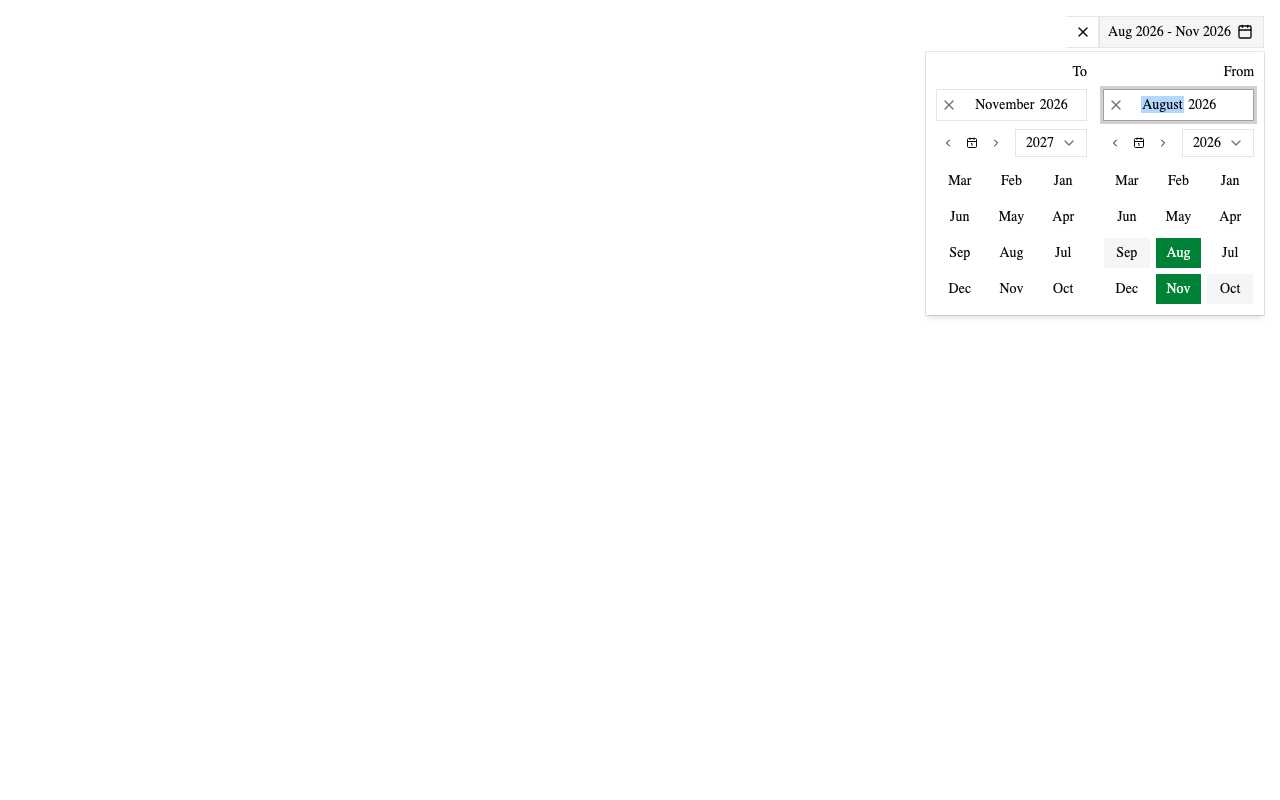 Aug 2026 - Nov 2026
From
August 2026
2026
Jan Feb Mar
Apr May Jun
Jul Aug Sep
Oct Nov Dec
To
November 2026
2027
Jan Feb Mar
Apr May Jun
Jul Aug Sep
Oct Nov Dec